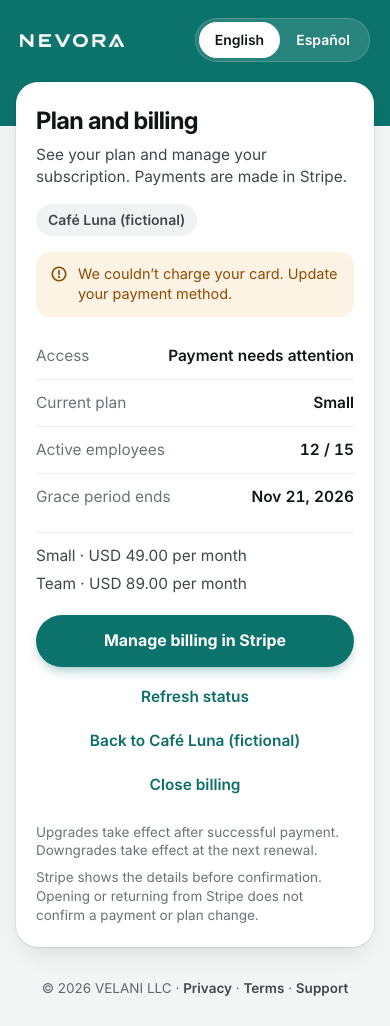 NEVORA
English
Español
Plan and billing
See your plan and manage your
subscription. Payments are made in Stripe.
Café Luna (fictional)
We couldn’t charge your card. Update
your payment method.
Access Payment needs attention
Current plan Small
Active employees 12 / 15
Grace period ends Nov 21, 2026
Small · USD 49.00 per month
Team · USD 89.00 per month
Manage billing in Stripe
Refresh status
Back to Café Luna (fictional)
Close billing
Upgrades take effect after successful payment.
Downgrades take effect at the next renewal.
Stripe shows the details before confirmation.
Opening or returning from Stripe does not
confirm a payment or plan change.
© 2026 VELANI LLC · Privacy · Terms · Support